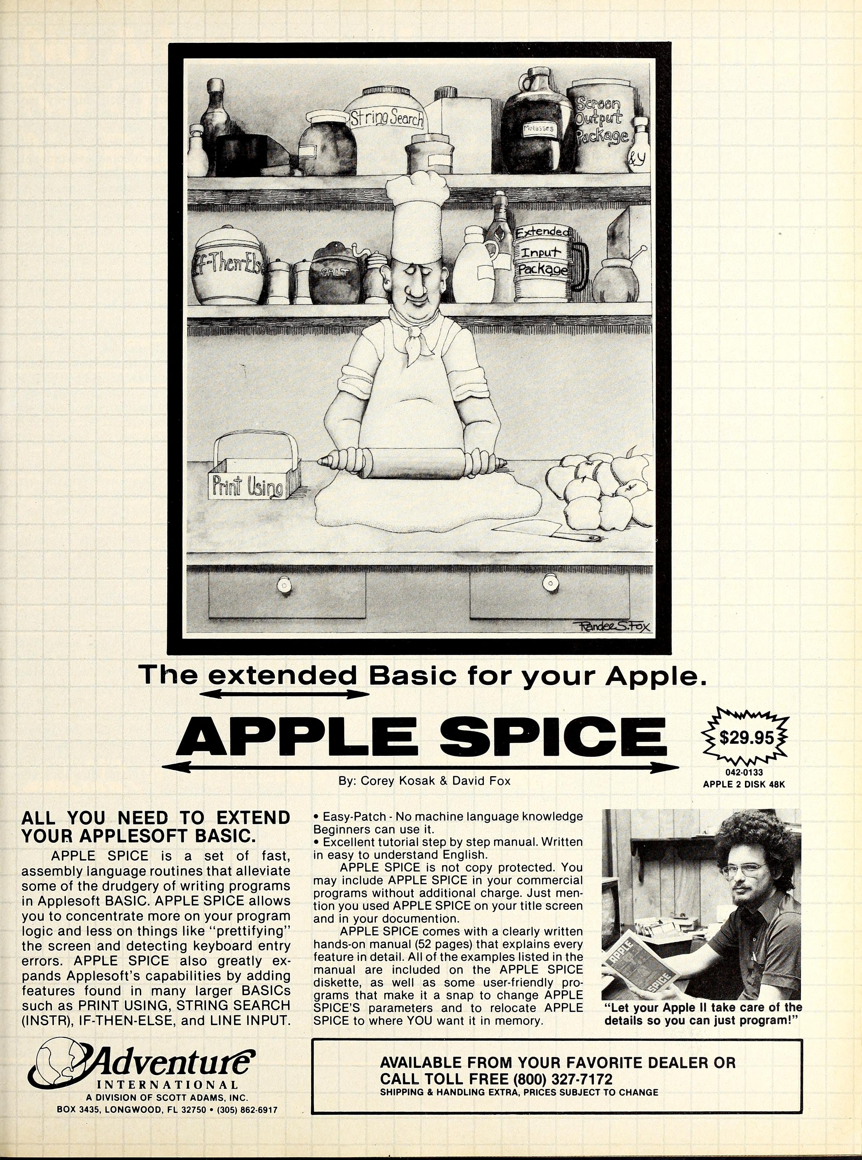 String Search
Molasses
Screen
Output
Package
&y
If-Then-Else
SALT
Extended
Input
Package
Print Using
Randee S. Fox
The extended Basic for your Apple.
APPLE SPICE
$29.95
042-0133
APPLE 2 DISK 48K
By: Corey Kosak & David Fox
ALL YOU NEED TO EXTEND
YOUR APPLESOFT BASIC.
APPLE SPICE is a set of fast,
assembly language routines that alleviate
some of the drudgery of writing programs
in Applesoft BASIC. APPLE SPICE allows
you to concentrate more on your program
logic and less on things like "prettifying"
the screen and detecting keyboard entry
errors. APPLE SPICE also greatly ex-
pands Applesoft's capabilities by adding
features found in many larger BASICs
such as PRINT USING, STRING SEARCH
(INSTR), IF-THEN-ELSE, and LINE INPUT.
• Easy-Patch - No machine language knowledge
Beginners can use it.
• Excellent tutorial step by step manual. Written
in easy to understand English.
APPLE SPICE is not copy protected. You
may include APPLE SPICE in your commercial
programs without additional charge. Just men-
tion you used APPLE SPICE on your title screen
and in your documention.
APPLE SPICE comes with a clearly written
hands-on manual (52 pages) that explains every
feature in detail. All of the examples listed in the
manual are included on the APPLE SPICE
diskette, as well as some user-friendly pro-
grams that make it a snap to change APPLE
SPICE'S parameters and to relocate APPLE
SPICE to where YOU want it in memory.
APPLE
SPICE
"Let your Apple II take care of the
details so you can just program!"
Adventure
INTERNATIONAL
A DIVISION OF SCOTT ADAMS, INC.
BOX 3435, LONGWOOD, FL 32750 • (305) 862-6917
AVAILABLE FROM YOUR FAVORITE DEALER OR
CALL TOLL FREE (800) 327-7172
SHIPPING & HANDLING EXTRA, PRICES SUBJECT TO CHANGE